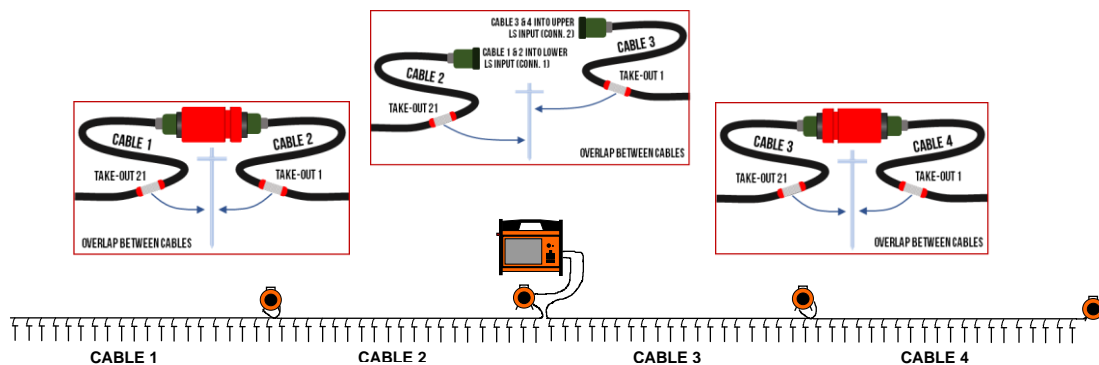 CABLE 3 & 4 INTO UPPER
LS INPUT (CONN. 2)
CABLE 3
CABLE 1 & 2 INTO LOWER
LS INPUT (CONN. 1)
CABLE 2
TAKE-OUT 1
TAKE-OUT 21
OVERLAP BETWEEN CABLES
CABLE 1
CABLE 2
TAKE-OUT 21
TAKE-OUT 1
OVERLAP BETWEEN CABLES
CABLE 3
CABLE 4
TAKE-OUT 21
TAKE-OUT 1
OVERLAP BETWEEN CABLES
CABLE 1
CABLE 2
CABLE 3
CABLE 4